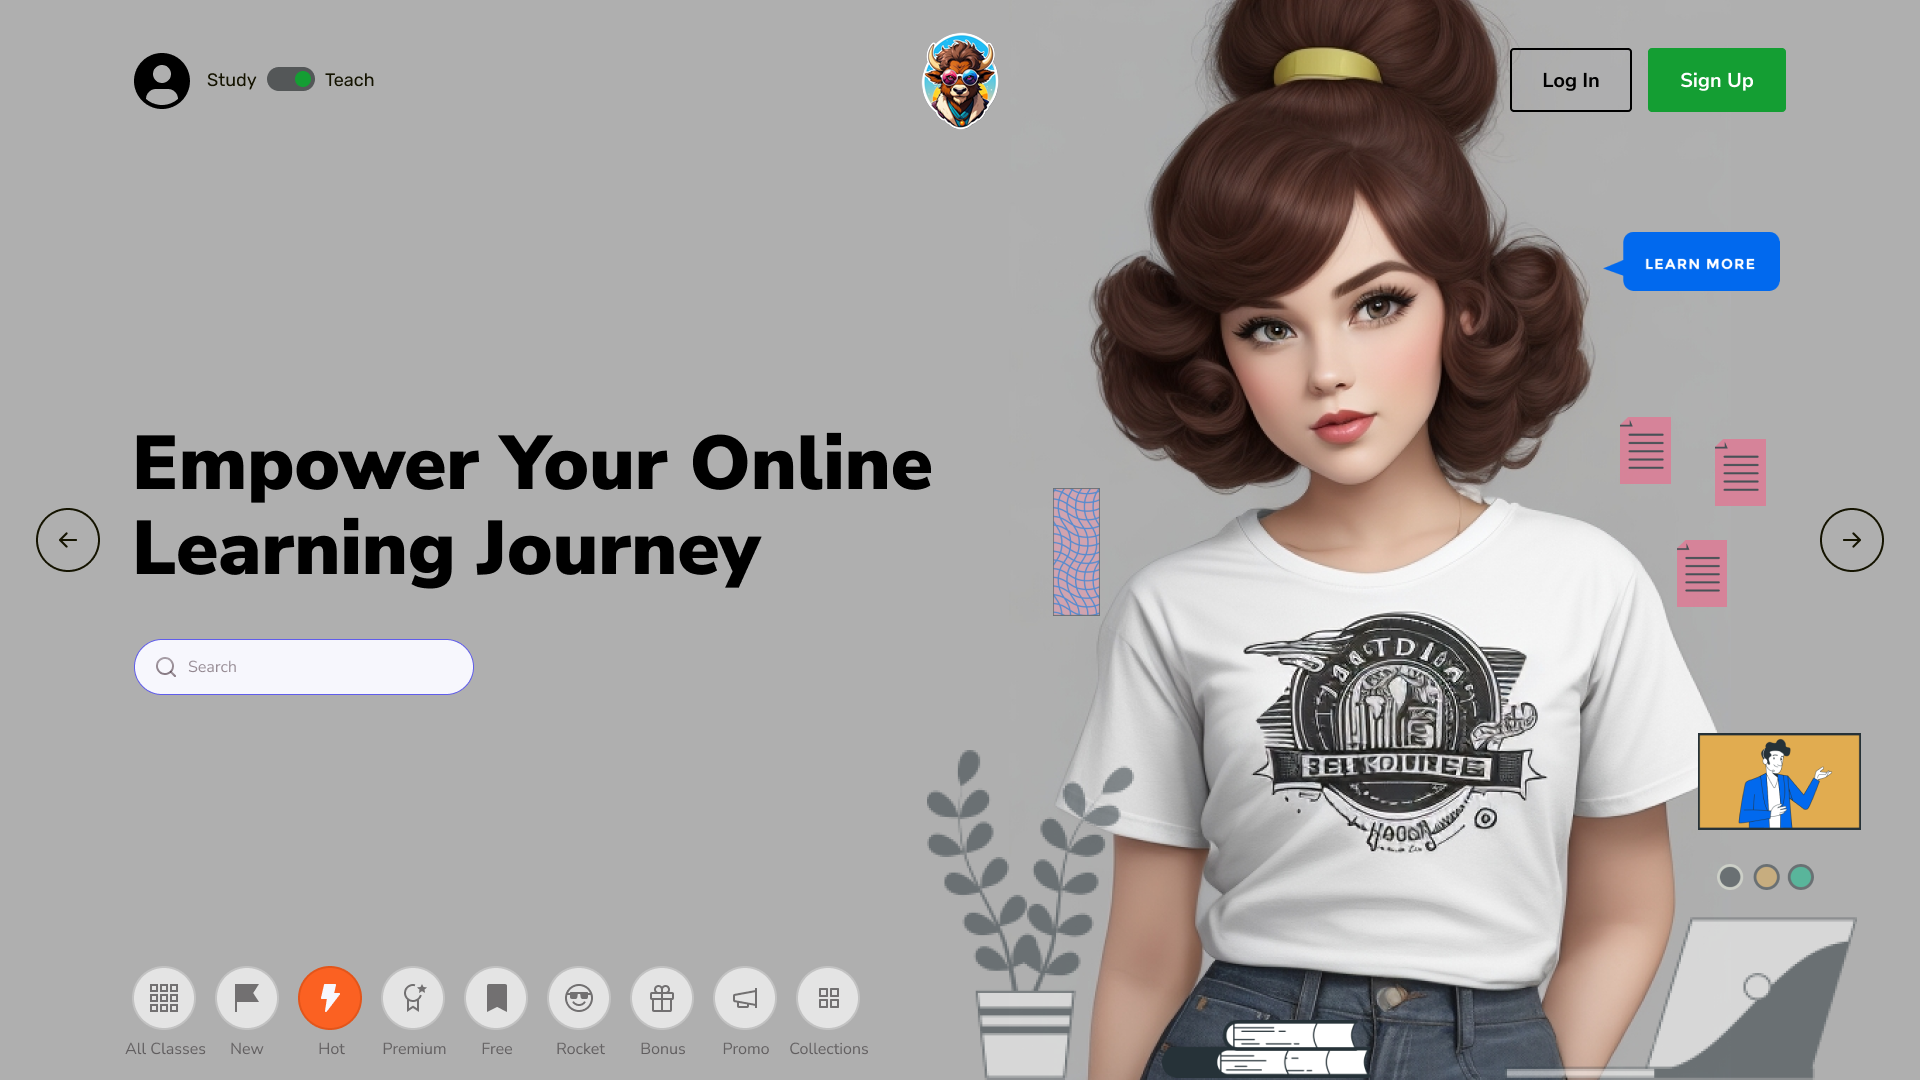 Study
Teach
Log In
Sign Up
LEARN MORE
Empower Your Online
Learning Journey
Search
All Classes
New
Hot
Premium
Free
Rocket
Bonus
Promo
Collections